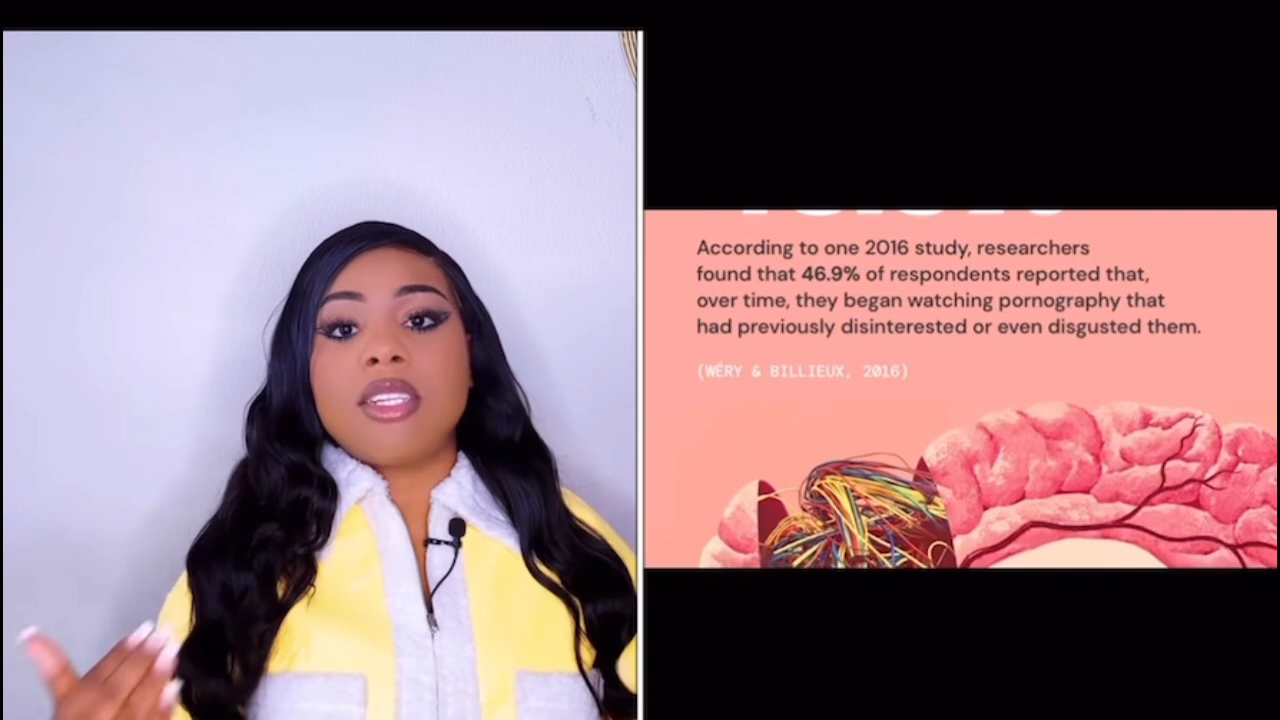 According to one 2016 study, researchers
found that 46.9% of respondents reported that,
over time, they began watching pornography that
had previously disinterested or even disgusted them.
(WÉRY & BILLIEUX, 2016)